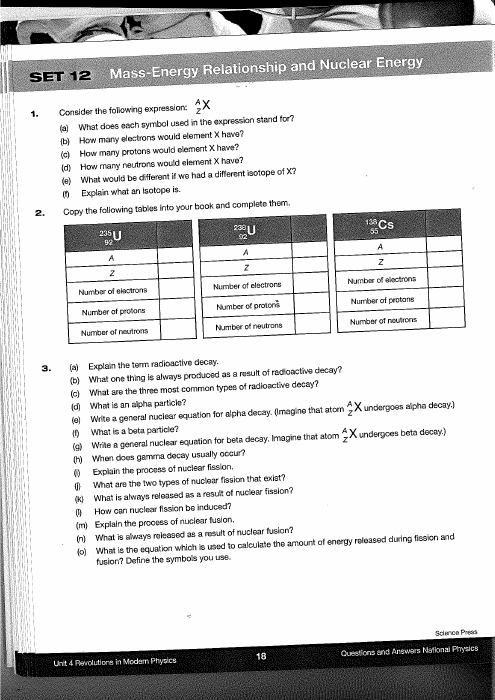 SET 12 Mass-Energy Relationship and Nuclear Energy
1. Consider the following expression: A Z X
(a) What does each symbol used in the expression stand for?
(b) How many electrons would element X have?
(c) How many protons would element X have?
(d) How many neutrons would element X have?
(e) What would be different if we had a different isotope of X?
(f) Explain what an isotope is.
2. Copy the following tables into your book and complete them.
235 92 U
A
Z
Number of electrons
Number of protons
Number of neutrons
238 92 U
A
Z
Number of electrons
Number of protons
Number of neutrons
138 55 Cs
A
Z
Number of electrons
Number of protons
Number of neutrons
3. (a) Explain the term radioactive decay.
(b) What one thing is always produced as a result of radioactive decay?
(c) What are the three most common types of radioactive decay?
(d) What is an alpha particle?
(e) Write a general nuclear equation for alpha decay. (Imagine that atom A Z X undergoes alpha decay.)
(f) What is a beta particle?
(g) Write a general nuclear equation for beta decay. Imagine that atom A Z X undergoes beta decay.)
(h) When does gamma decay usually occur?
(i) Explain the process of nuclear fission.
(j) What are the two types of nuclear fission that exist?
(k) What is always released as a result of nuclear fission?
(l) How can nuclear fission be induced?
(m) Explain the process of nuclear fusion.
(n) What is always released as a result of nuclear fusion?
(o) What is the equation which is used to calculate the amount of energy released during fission and
fusion? Define the symbols you use.
Science Press
Unit 4 Revolutions in Modern Physics 18 Questions and Answers National Physics